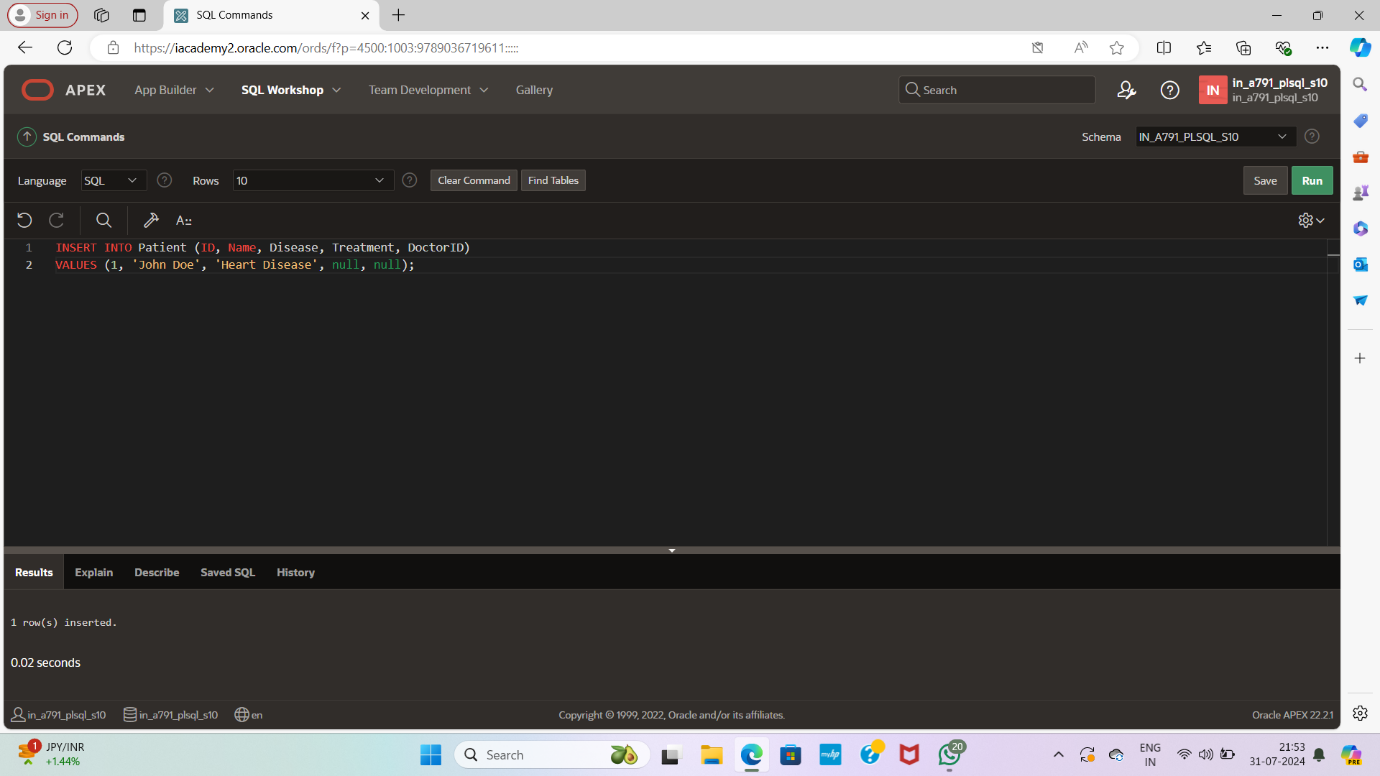 Sign in
SQL Commands
https://iacademy2.oracle.com/ords/f?p=4500:1003:9789036719611:::::
APEX App Builder SQL Workshop Team Development Gallery Search IN in_a791_plsql_s10
in_a791_plsql_s10
SQL Commands Schema IN_A791_PLSQL_S10
Language SQL Rows 10 Clear Command Find Tables Save Run
A::
1 INSERT INTO Patient (ID, Name, Disease, Treatment, DoctorID)
2 VALUES (1, 'John Doe', 'Heart Disease', null, null);
Results Explain Describe Saved SQL History
1 row(s) inserted.
0.02 seconds
in_a791_plsql_s10 in_a791_plsql_s10 en Copyright © 1999, 2022, Oracle and/or its affiliates. Oracle APEX 22.2.1
1 JPY/INR
+1.44%
Search
20
ENG
IN
21:53
31-07-2024
PRE